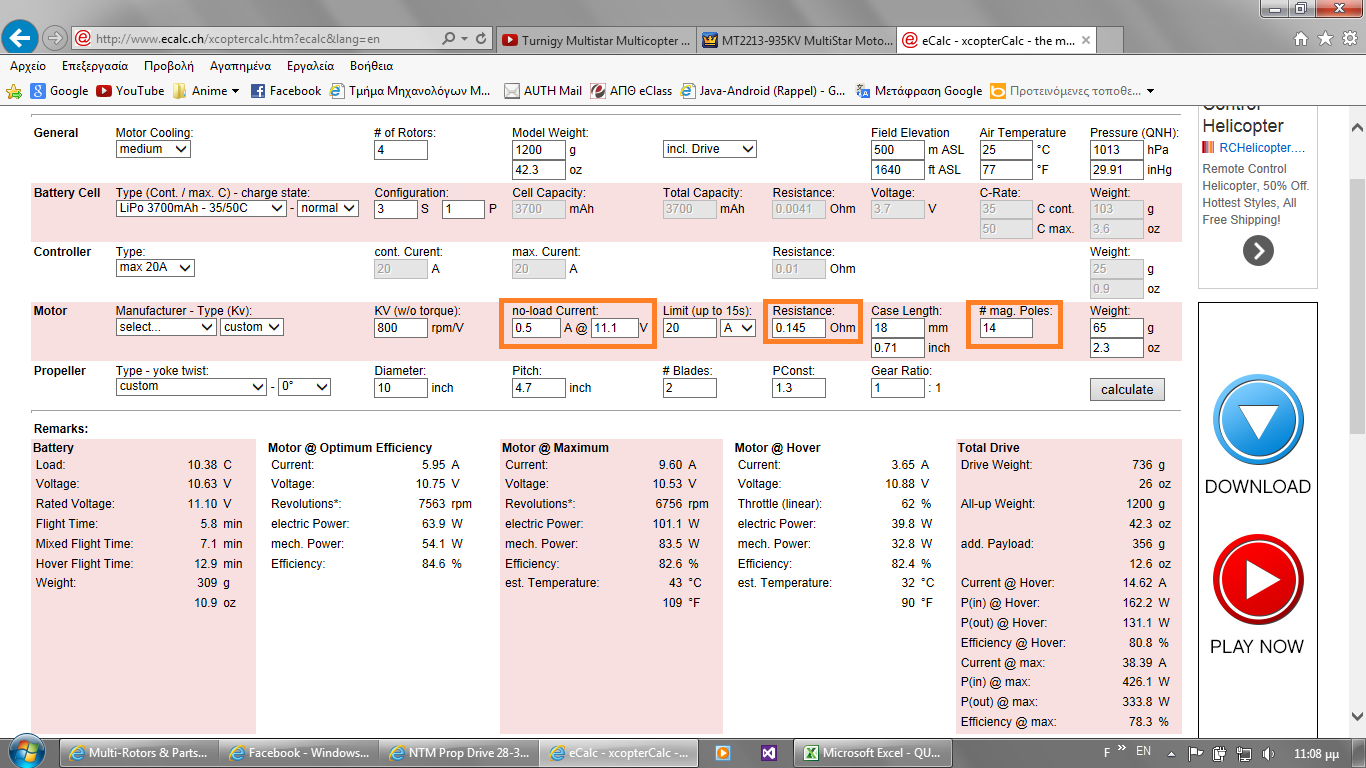 http://www.ecalc.ch/xcoptercalc.htm?ecalc&lang=en
Turnigy Multistar Multicopter ...
MT2213-935KV MultiStar Moto...
eCalc - xcopterCalc - the m...
Αρχείο Επεξεργασία Προβολή Αγαπημένα Εργαλεία Βοήθεια
Google YouTube Anime Facebook Τμήμα Μηχανολόγων Μ... AUTH Mail ΑΠΘ eClass Java-Android (Rappel) - G... Μετάφραση Google Προτεινόμενες τοποθε...
General Motor Cooling: # of Rotors: Model Weight: Field Elevation Air Temperature Pressure (QNH):
medium 4 1200 g incl. Drive 500 m ASL 25 °C 1013 hPa
42.3 oz 1640 ft ASL 77 °F 29.91 inHg
Battery Cell Type (Cont. / max. C) - charge state: Configuration: Cell Capacity: Total Capacity: Resistance: Voltage: C-Rate: Weight:
LiPo 3700mAh - 35/50C - normal 3 S 1 P 3700 mAh 3700 mAh 0.0041 Ohm 3.7 V 35 C cont. 103 g
50 C max. 3.6 oz
Controller Type: cont. Curent: max. Curent: Resistance: Weight:
max 20A 20 A 20 A 0.01 Ohm 25 g
0.9 oz
Motor Manufacturer - Type (Kv): KV (w/o torque): no-load Current: Limit (up to 15s): Resistance: Case Length: # mag. Poles: Weight:
select... custom 800 rpm/V 0.5 A @ 11.1 V 20 A 0.145 Ohm 18 mm 14 65 g
0.71 inch 2.3 oz
Propeller Type - yoke twist: Diameter: Pitch: # Blades: PConst: Gear Ratio:
custom - 0° 10 inch 4.7 inch 2 1.3 1 : 1 calculate
Remarks:
Battery
Load: 10.38 C
Voltage: 10.63 V
Rated Voltage: 11.10 V
Flight Time: 5.8 min
Mixed Flight Time: 7.1 min
Hover Flight Time: 12.9 min
Weight: 309 g
10.9 oz
Motor @ Optimum Efficiency
Current: 5.95 A
Voltage: 10.75 V
Revolutions*: 7563 rpm
electric Power: 63.9 W
mech. Power: 54.1 W
Efficiency: 84.6 %
Motor @ Maximum
Current: 9.60 A
Voltage: 10.53 V
Revolutions*: 6756 rpm
electric Power: 101.1 W
mech. Power: 83.5 W
Efficiency: 82.6 %
est. Temperature: 43 °C
109 °F
Motor @ Hover
Current: 3.65 A
Voltage: 10.88 V
Throttle (linear): 62 %
electric Power: 39.8 W
mech. Power: 32.8 W
Efficiency: 82.4 %
est. Temperature: 32 °C
90 °F
Total Drive
Drive Weight: 736 g
26 oz
All-up Weight: 1200 g
42.3 oz
add. Payload: 356 g
12.6 oz
Current @ Hover: 14.62 A
P(in) @ Hover: 162.2 W
P(out) @ Hover: 131.1 W
Efficiency @ Hover: 80.8 %
Current @ max: 38.39 A
P(in) @ max: 426.1 W
P(out) @ max: 333.8 W
Efficiency @ max: 78.3 %
Control
Helicopter
RCHelicopter....
Remote Control
Helicopter, 50% Off.
Hottest Styles, All
Free Shipping!
DOWNLOAD
PLAY NOW
Multi-Rotors & Parts... Facebook - Windows... NTM Prop Drive 28-3... eCalc - xcopterCalc -... Microsoft Excel - QU... F » EN 11:08 μμ